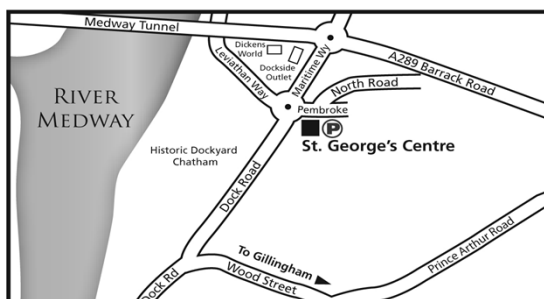 Medway Tunnel
Dickens
World
Dockside
Outlet
Maritime Wy
A289 Barrack Road
Leviathan Way
North Road
Pembroke
P
St. George's Centre
RIVER
MEDWAY
Historic Dockyard
Chatham
Dock Road
To Gillingham
Wood Street
Prince Arthur Road
Dock Rd